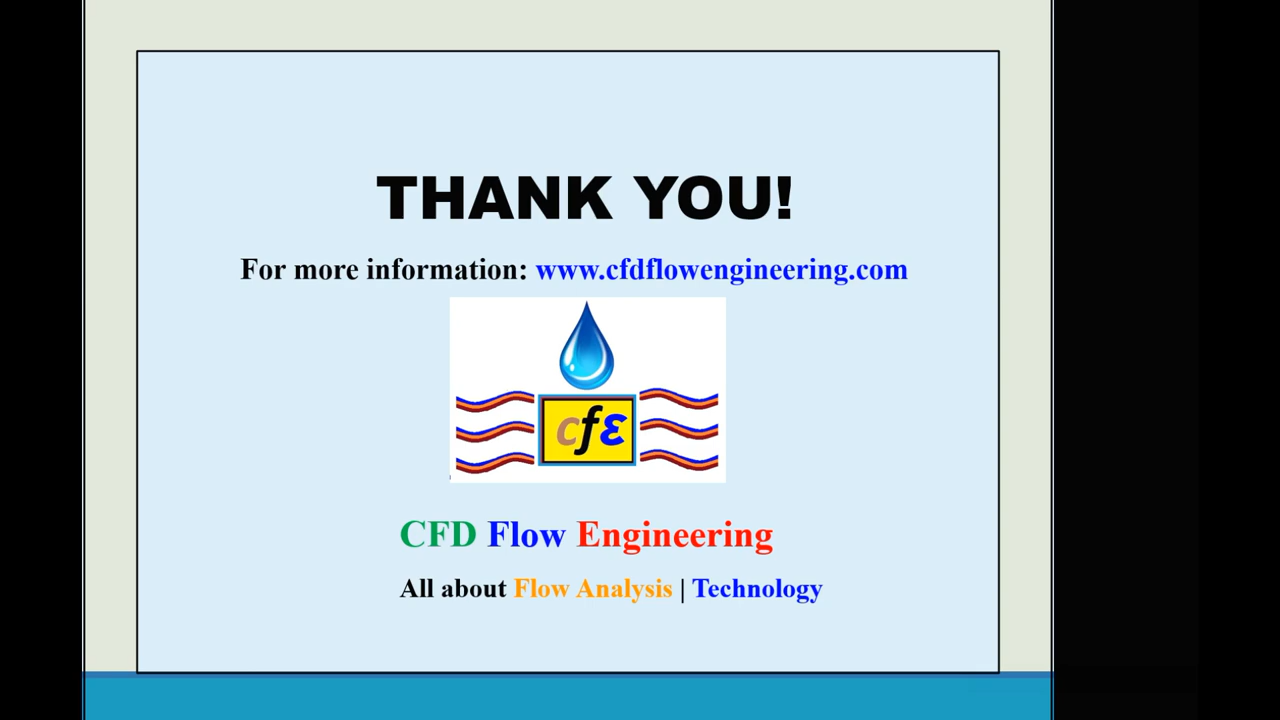 THANK YOU!
For more information: www.cfdflowengineering.com
cfε
CFD Flow Engineering
All about Flow Analysis | Technology